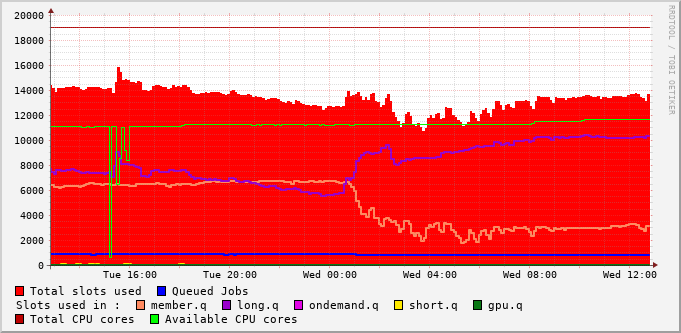 20000
18000
16000
14000
12000
10000
8000
6000
4000
2000
0
Tue 16:00 Tue 20:00 Wed 00:00 Wed 04:00 Wed 08:00 Wed 12:00
RRDTOOL / TOBI OETIKER
Total slots used Queued Jobs
Slots used in : member.q long.q ondemand.q short.q gpu.q
Total CPU cores Available CPU cores